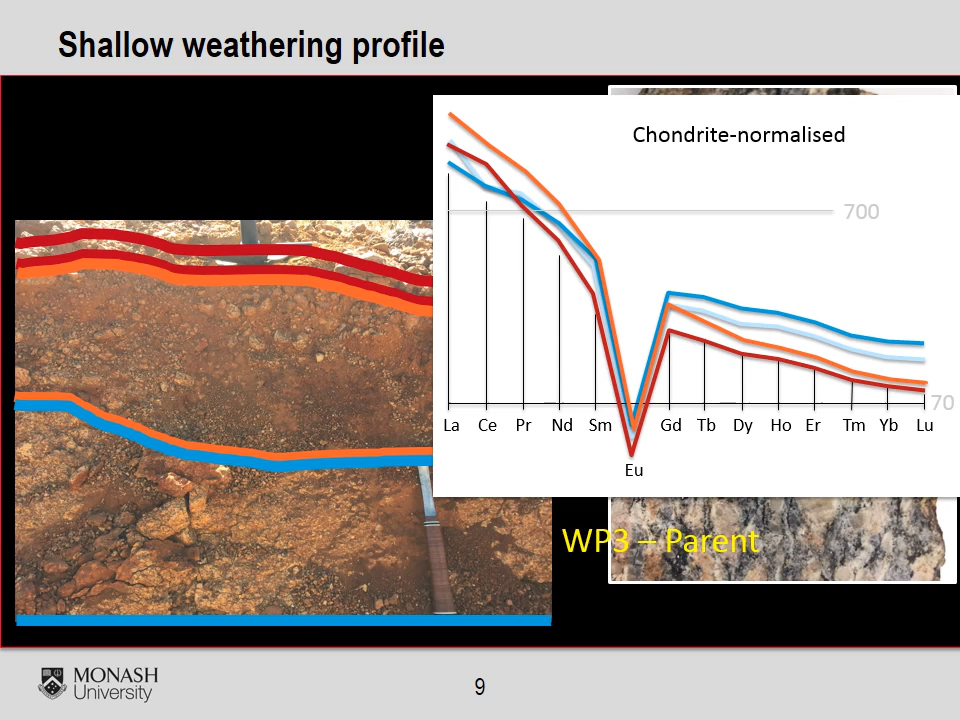 Shallow weathering profile
Chondrite-normalised
700
70
La Ce Pr Nd Sm Gd Tb Dy Ho Er Tm Yb Lu
Eu
WP3 – Parent
MONASH
University
9